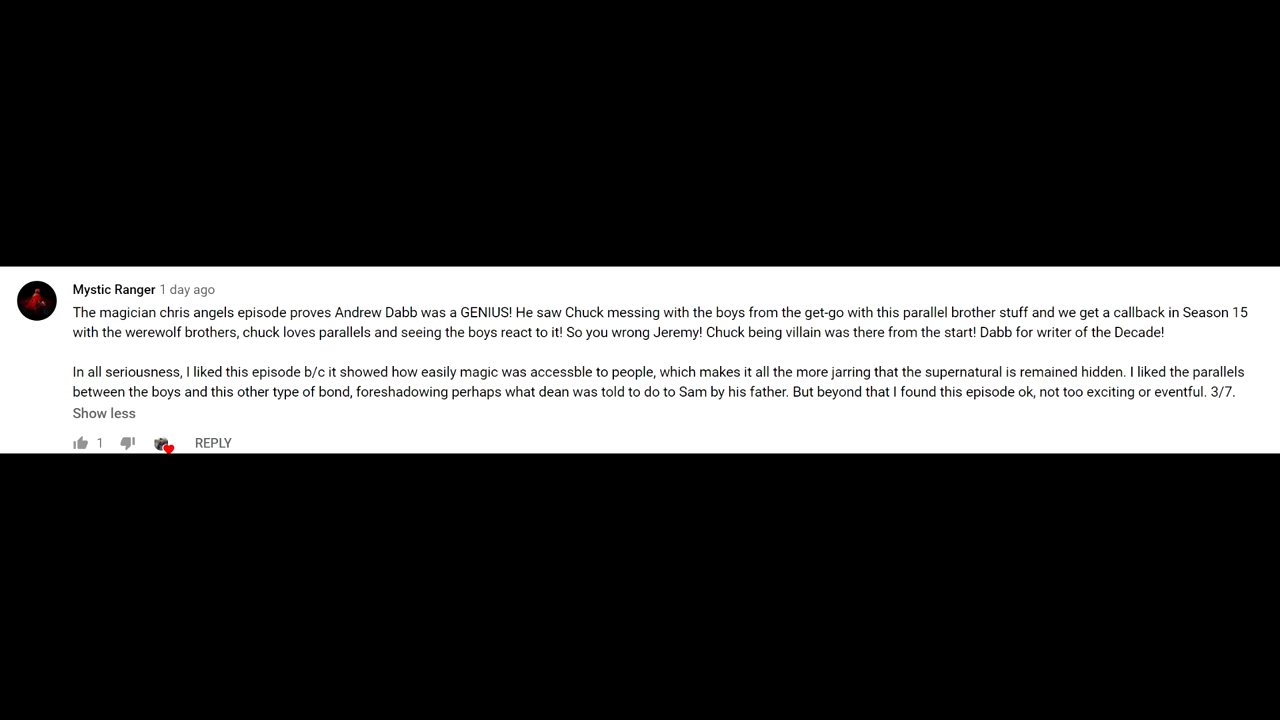 Mystic Ranger 1 day ago
The magician chris angels episode proves Andrew Dabb was a GENIUS! He saw Chuck messing with the boys from the get-go with this parallel brother stuff and we get a callback in Season 15
with the werewolf brothers, chuck loves parallels and seeing the boys react to it! So you wrong Jeremy! Chuck being villain was there from the start! Dabb for writer of the Decade!
In all seriousness, I liked this episode b/c it showed how easily magic was accessble to people, which makes it all the more jarring that the supernatural is remained hidden. I liked the parallels
between the boys and this other type of bond, foreshadowing perhaps what dean was told to do to Sam by his father. But beyond that I found this episode ok, not too exciting or eventful. 3/7.
Show less
1 REPLY